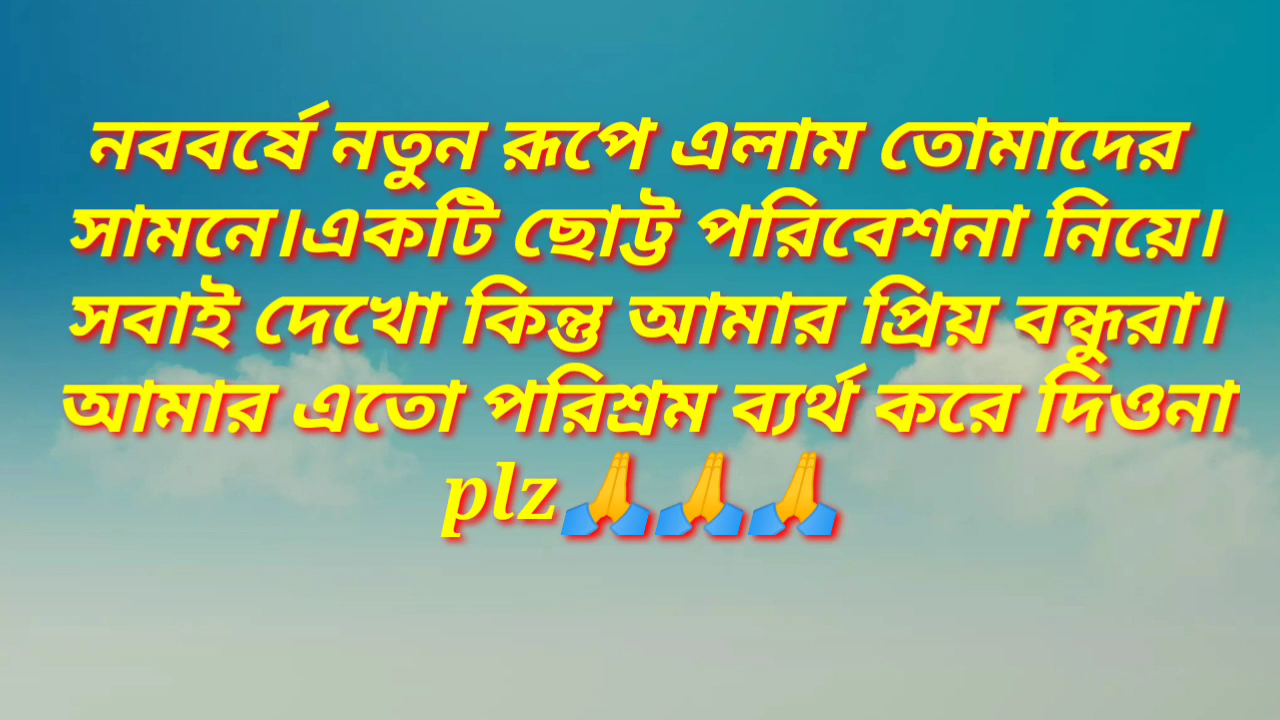 নববর্ষে নতুন রূপে এলাম তোমাদের
সামনে।একটি ছোট্ট পরিবেশনা নিয়ে।
সবাই দেখো কিন্তু আমার প্রিয় বন্ধুরা।
আমার এতো পরিশ্রম ব্যর্থ করে দিওনা
plz🙏🙏🙏